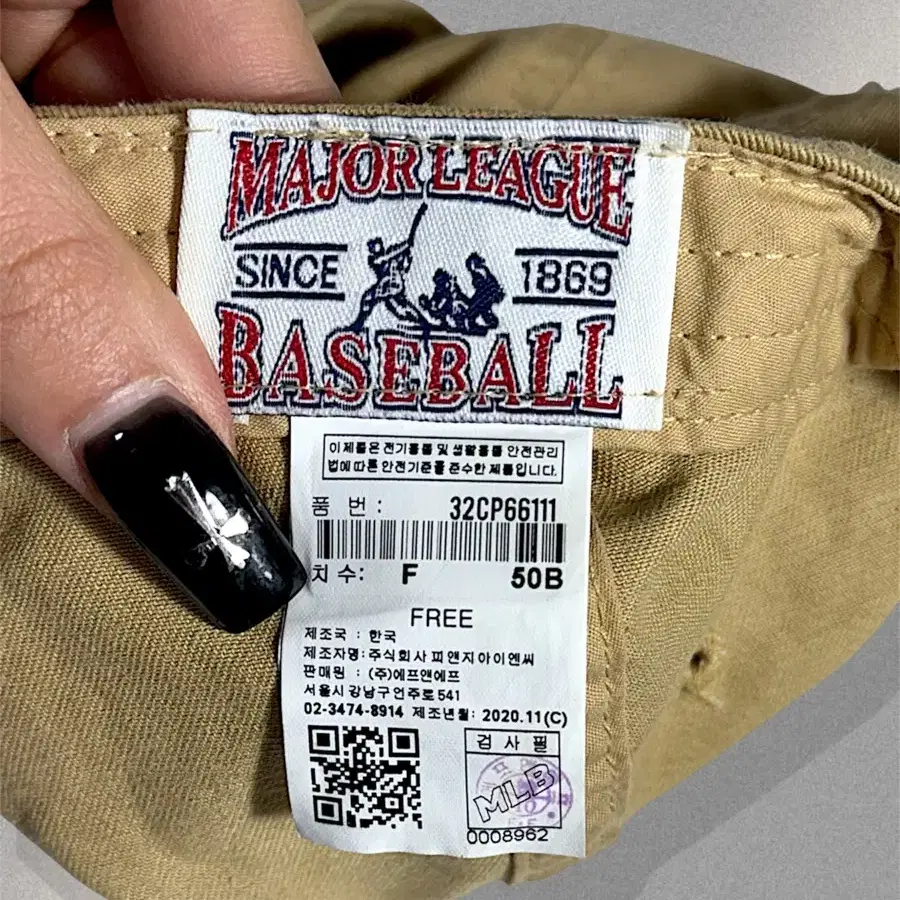 MAJOR LEAGUE
SINCE 1869
BASEBALL
이 제품은 전기용품 및 생활용품 안전관리
법에 따른 안전기준을 준수한 제품입니다.
품 번 : 32CP66111
치 수: F 50B
FREE
제조국 : 한국
제조자명: 주식회사 피앤지아이엔씨
판매원 : (주)에프앤에프
서울시 강남구 언주로 541
02-3474-8914 제조년월: 2020.11(C)
검 사 필
MLB
0008962